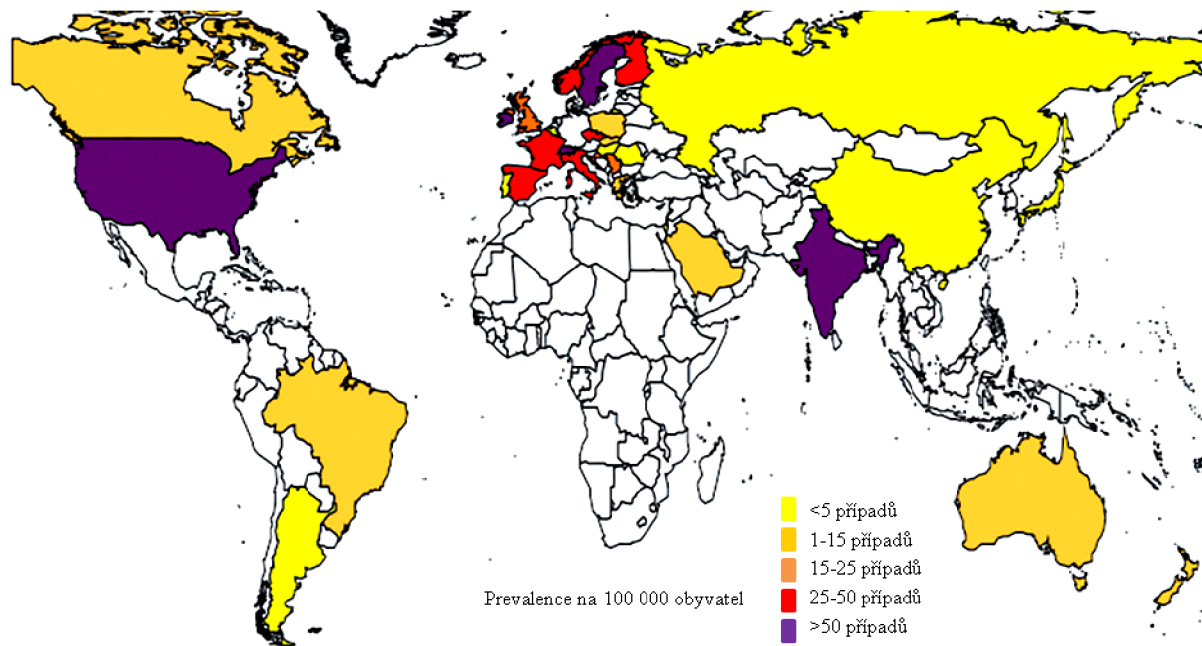 <5 případů
1-15 případů
15-25 případů
25-50 případů
>50 případů
Prevalence na 100 000 obyvatel